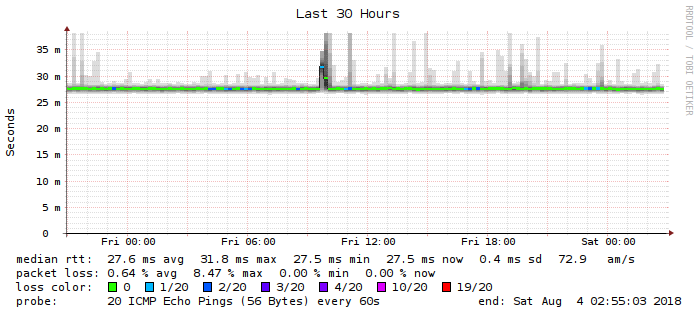 Last 30 Hours
RRDTOOL / TOBI OETIKER
Seconds
35 m
30 m
25 m
20 m
15 m
10 m
5 m
0
Fri 00:00 Fri 06:00 Fri 12:00 Fri 18:00 Sat 00:00
median rtt: 27.6 ms avg 31.8 ms max 27.5 ms min 27.5 ms now 0.4 ms sd 72.9 am/s
packet loss: 0.64 % avg 8.47 % max 0.00 % min 0.00 % now
loss color: 0 1/20 2/20 3/20 4/20 10/20 19/20
probe: 20 ICMP Echo Pings (56 Bytes) every 60s end: Sat Aug 4 02:55:03 2018